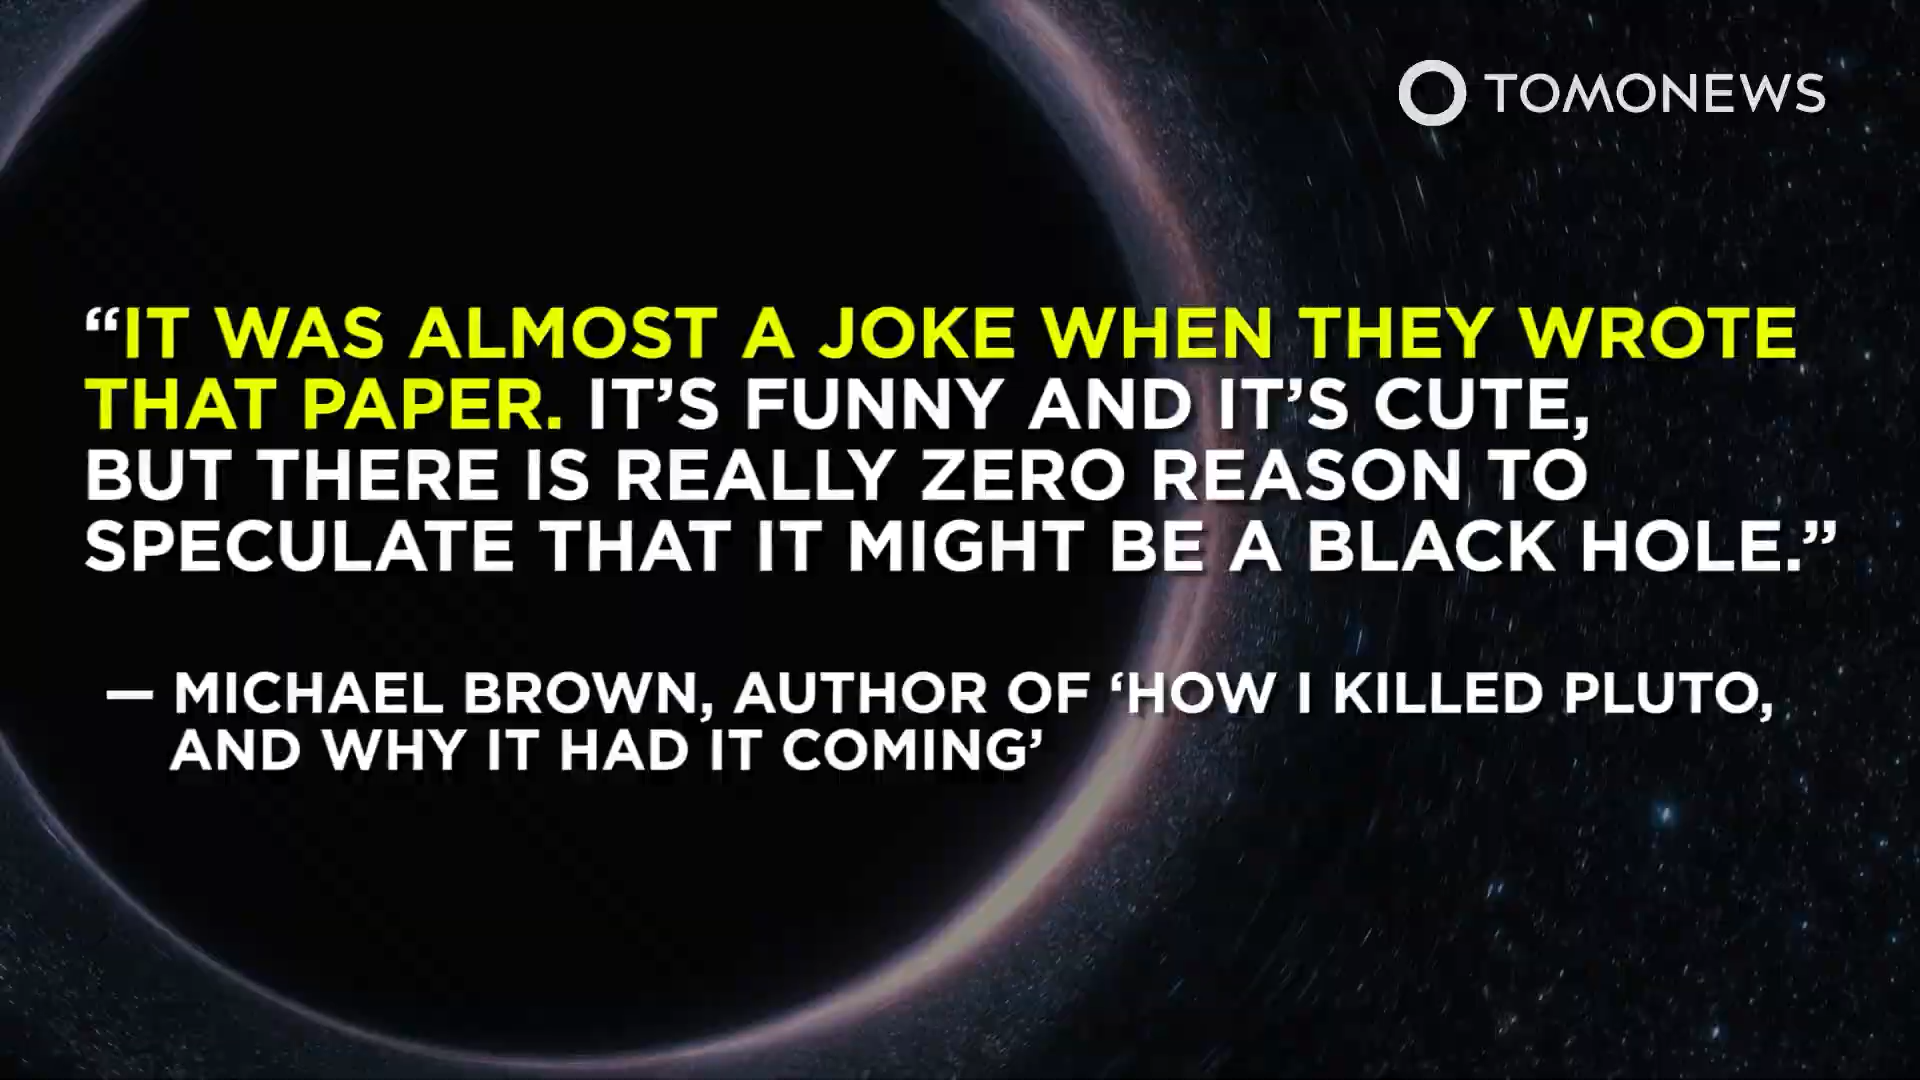 TOMONEWS
“IT WAS ALMOST A JOKE WHEN THEY WROTE
THAT PAPER. IT’S FUNNY AND IT’S CUTE,
BUT THERE IS REALLY ZERO REASON TO
SPECULATE THAT IT MIGHT BE A BLACK HOLE.”
— MICHAEL BROWN, AUTHOR OF ‘HOW I KILLED PLUTO,
AND WHY IT HAD IT COMING’